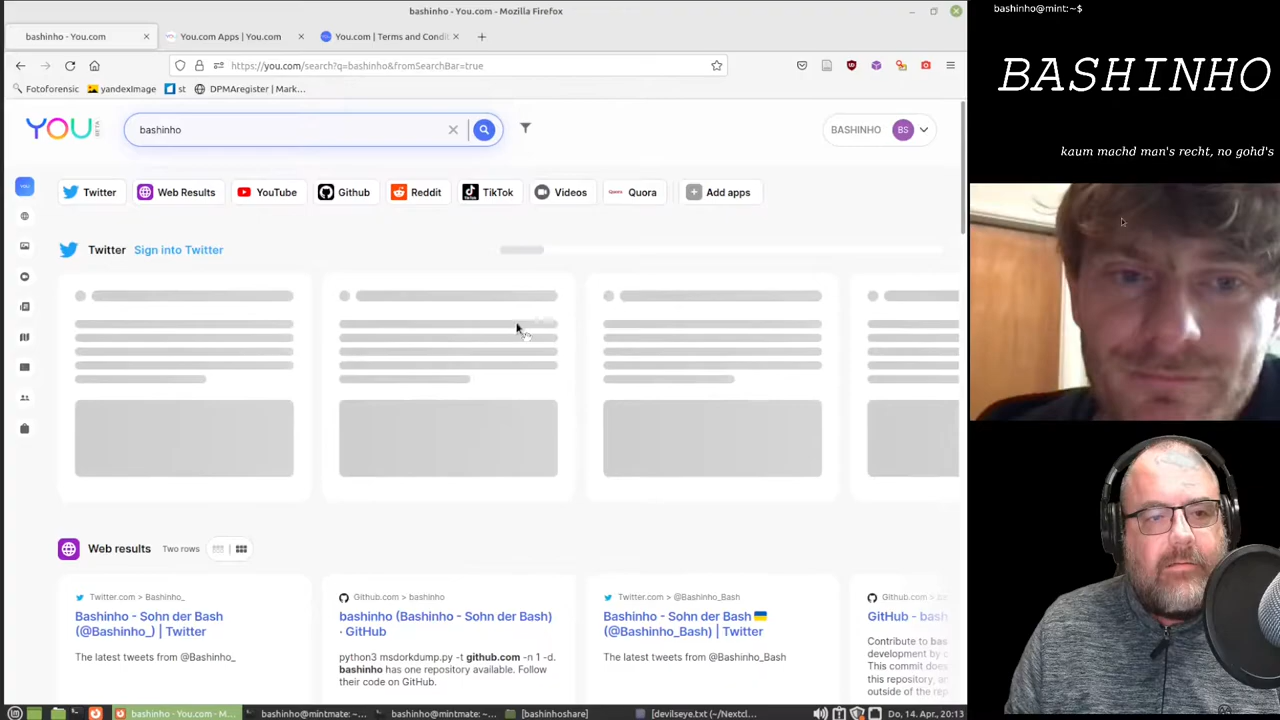 bashinho - You.com - Mozilla Firefox
bashinho@mint:~$
bashinho - You.com
You.com Apps | You.com
You.com | Terms and Condit
https://you.com/search?q=bashinho&fromSearchBar=true
Fotoforensic
yandexImage
st
DPMAregister | Mark...
BASHINHO
kaum machd man's recht, no gohd's
YOU BETA
bashinho
BASHINHO
BS
Twitter
Web Results
YouTube
Github
Reddit
TikTok
Videos
Quora
Add apps
Twitter
Sign into Twitter
Web results
Two rows
Twitter.com > Bashinho_
Bashinho - Sohn der Bash
(@Bashinho_) | Twitter
The latest tweets from @Bashinho_
Github.com > bashinho
bashinho (Bashinho - Sohn der Bash)
· GitHub
python3 msdorkdump.py -t github.com -n 1 -d.
bashinho has one repository available. Follow
their code on GitHub.
Twitter.com > @Bashinho_Bash
Bashinho - Sohn der Bash 🇺🇦
(@Bashinho_Bash) | Twitter
The latest tweets from @Bashinho_Bash
Github.com >
GitHub - bash
Contribute to bas
development by c
This commit does
this repository, an
outside of the rep
bashinho - You.com - M...
bashinho@mintmate: ~...
bashinho@mintmate: ~...
[bashinhoshare]
[devilseye.txt (~/Nextcl...
Do, 14. Apr., 20:13